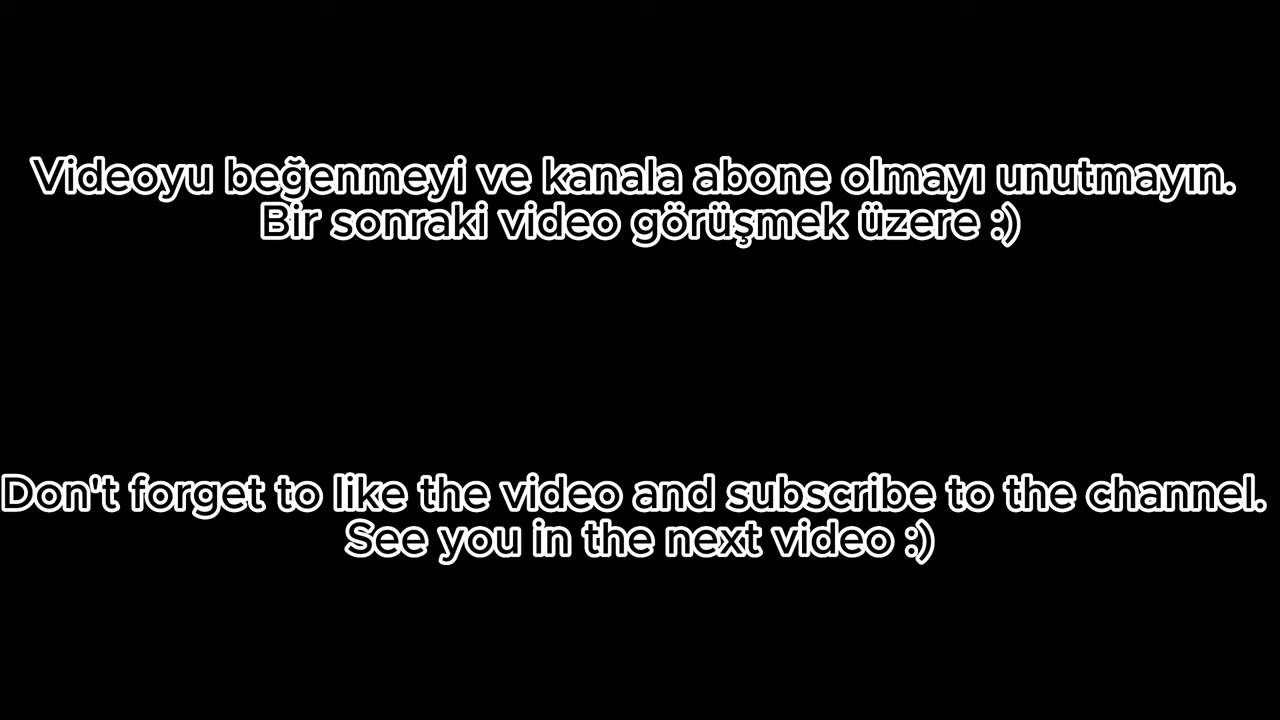 Videoyu beğenmeyi ve kanala abone olmayı unutmayın.
Bir sonraki video görüşmek üzere :)
Don't forget to like the video and subscribe to the channel.
See you in the next video :)